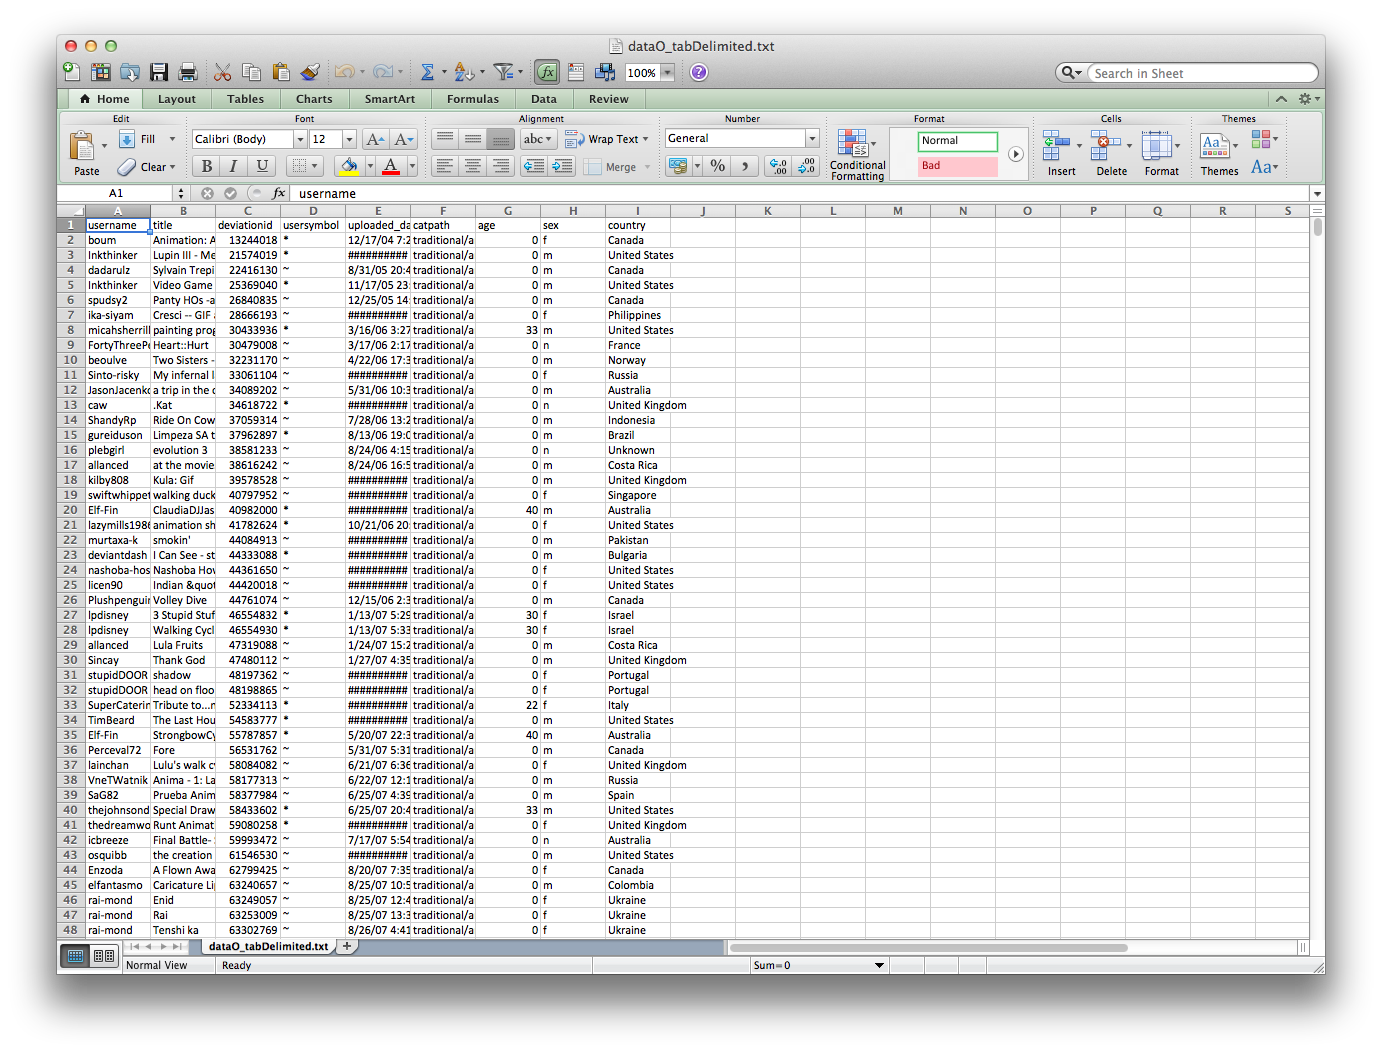 dataO_tabDelimited.txt
100% Search in Sheet
Home Layout Tables Charts SmartArt Formulas Data Review
Edit Font Alignment Number Format Cells Themes
Fill Calibri (Body) 12 A A abc Wrap Text General Normal
Paste Clear B I U A Merge % Conditional Formatting Bad Insert Delete Format Themes Aa
A1 fx username
A B C D E F G H I J K L M N O P Q R S
1 username title deviationid usersymbol uploaded_da catpath age sex country
2 boum Animation: A 13244018 * 12/17/04 7:2 traditional/a 0 f Canada
3 Inkthinker Lupin III - Me 21574019 * ########## traditional/a 0 m United States
4 dadarulz Sylvain Trepi 22416130 ~ 8/31/05 20:4 traditional/a 0 m Canada
5 Inkthinker Video Game 25369040 * 11/17/05 23: traditional/a 0 m United States
6 spudsy2 Panty HOs -a 26840835 ~ 12/25/05 14: traditional/a 0 m Canada
7 ika-siyam Cresci -- GIF 28666193 ~ ########## traditional/a 0 f Philippines
8 micahsherrill painting prog 30433936 * 3/16/06 3:27 traditional/a 33 m United States
9 FortyThreePe Heart::Hurt 30479008 ~ 3/17/06 2:17 traditional/a 0 n France
10 beoulve Two Sisters - 32231170 ~ 4/22/06 17:3 traditional/a 0 m Norway
11 Sinto-risky My infernal l 33061104 ~ ########## traditional/a 0 f Russia
12 JasonJacenko a trip in the c 34089202 ~ 5/31/06 10:3 traditional/a 0 m Australia
13 caw .Kat 34618722 * ########## traditional/a 0 n United Kingdom
14 ShandyRp Ride On Cow 37059314 ~ 7/28/06 13:2 traditional/a 0 m Indonesia
15 gureiduson Limpeza SA t 37962897 * 8/13/06 19:0 traditional/a 0 m Brazil
16 plebgirl evolution 3 38581233 ~ 8/24/06 4:15 traditional/a 0 n Unknown
17 allanced at the movie 38616242 ~ 8/24/06 16:5 traditional/a 0 m Costa Rica
18 kilby808 Kula: Gif 39578528 ~ ########## traditional/a 0 m United Kingdom
19 swiftwhippet walking duck 40797952 ~ ########## traditional/a 0 f Singapore
20 Elf-Fin ClaudiaDJJas 40982000 * ########## traditional/a 40 m Australia
21 lazymills1986 animation sh 41782624 * 10/21/06 20: traditional/a 0 f United States
22 murtaxa-k smokin' 44084913 ~ ########## traditional/a 0 m Pakistan
23 deviantdash I Can See - st 44333088 * ########## traditional/a 0 m Bulgaria
24 nashoba-hos Nashoba Hov 44361650 ~ ########## traditional/a 0 f United States
25 licen90 Indian &quot 44420018 ~ ########## traditional/a 0 f United States
26 Plushpenguin Volley Dive 44761074 ~ 12/15/06 2:3 traditional/a 0 m Canada
27 lpdisney 3 Stupid Stuf 46554832 * 1/13/07 5:29 traditional/a 30 f Israel
28 lpdisney Walking Cycl 46554930 * 1/13/07 5:33 traditional/a 30 f Israel
29 allanced Lula Fruits 47319088 ~ 1/24/07 15:2 traditional/a 0 m Costa Rica
30 Sincay Thank God 47480112 ~ 1/27/07 4:35 traditional/a 0 m United Kingdom
31 stupidDOOR shadow 48197362 ~ ########## traditional/a 0 f Portugal
32 stupidDOOR head on floo 48198865 ~ ########## traditional/a 0 f Portugal
33 SuperCaterin Tribute to...n 52334113 * ########## traditional/a 22 f Italy
34 TimBeard The Last Hou 54583777 * ########## traditional/a 0 m United States
35 Elf-Fin StrongbowCy 55787857 * 5/20/07 22:3 traditional/a 40 m Australia
36 Perceval72 Fore 56531762 ~ 5/31/07 5:31 traditional/a 0 m Canada
37 lainchan Lulu's walk cy 58084082 ~ 6/21/07 6:36 traditional/a 0 f United Kingdom
38 VneTWatnik Anima - 1: La 58177313 ~ 6/22/07 12:1 traditional/a 0 m Russia
39 SaG82 Prueba Anim 58377984 ~ 6/25/07 4:39 traditional/a 0 m Spain
40 thejohnsond Special Draw 58433602 * 6/25/07 20:4 traditional/a 33 m United States
41 thedreamwo Runt Animat 59080258 * ########## traditional/a 0 f United Kingdom
42 icbreeze Final Battle- 59993472 ~ 7/17/07 5:54 traditional/a 0 n Australia
43 osquibb the creation 61546530 ~ ########## traditional/a 0 m United States
44 Enzoda A Flown Awa 62799425 ~ 8/20/07 7:35 traditional/a 0 f Canada
45 elfantasmo Caricature Lip 63240657 ~ 8/25/07 10:5 traditional/a 0 m Colombia
46 rai-mond Enid 63249057 ~ 8/25/07 12:4 traditional/a 0 f Ukraine
47 rai-mond Rai 63253009 ~ 8/25/07 13:3 traditional/a 0 f Ukraine
48 rai-mond Tenshi ka 63302769 ~ 8/26/07 4:41 traditional/a 0 f Ukraine
dataO_tabDelimited.txt
Normal View Ready Sum=0